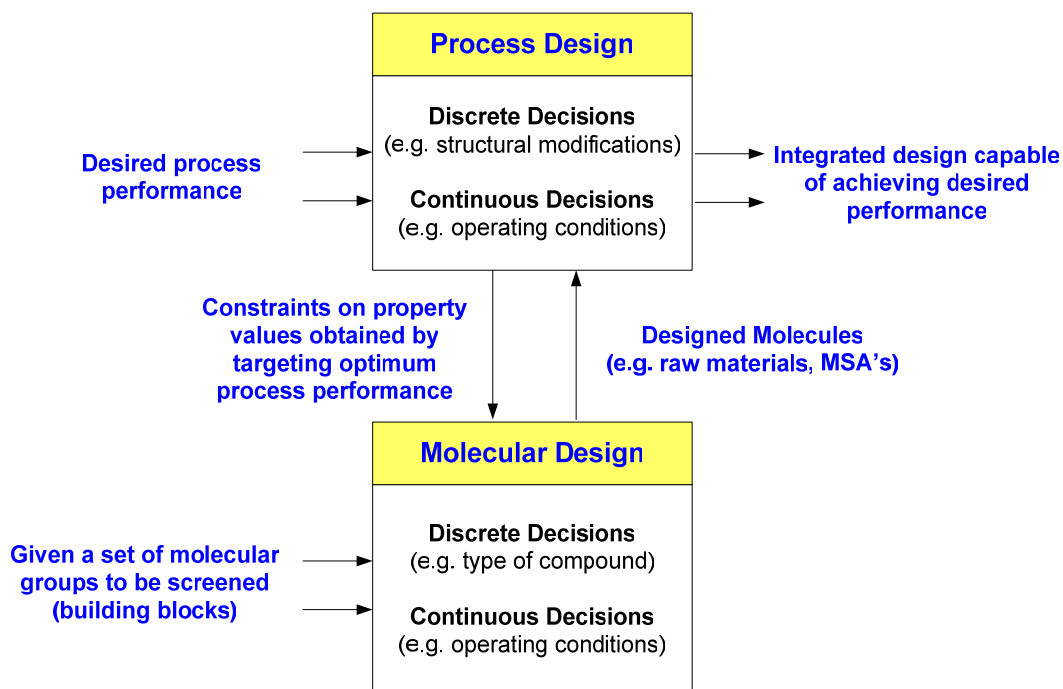 Process Design
Discrete Decisions
(e.g. structural modifications)
Continuous Decisions
(e.g. operating conditions)
Desired process
performance
Integrated design capable
of achieving desired
performance
Constraints on property
values obtained by
targeting optimum
process performance
Designed Molecules
(e.g. raw materials, MSA's)
Molecular Design
Discrete Decisions
(e.g. type of compound)
Continuous Decisions
(e.g. operating conditions)
Given a set of molecular
groups to be screened
(building blocks)